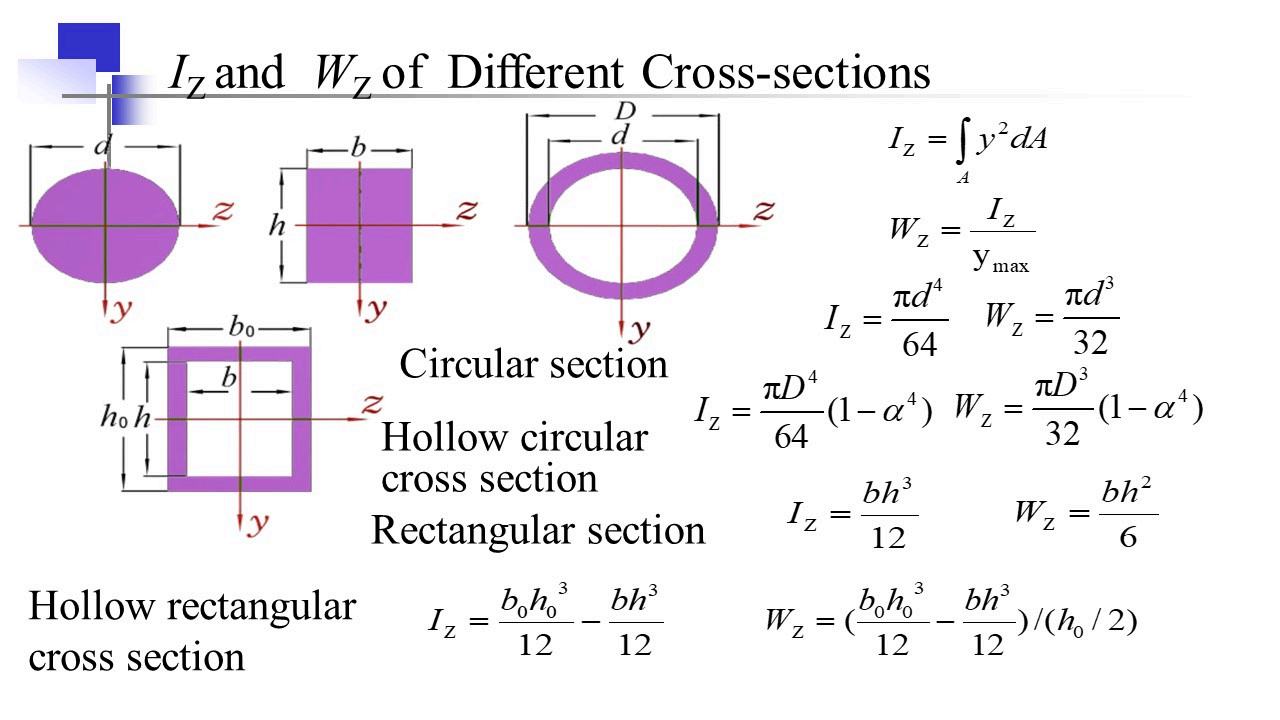 I_Z and W_Z of Different Cross-sections
d
z
y
b
h
z
y
D
d
z
y
I_Z = ∫_A y² dA
W_Z = I_Z / y_max
Circular section
I_Z = πd⁴ / 64
W_Z = πd³ / 32
b₀
b
h₀ h
z
y
Hollow circular
cross section
I_Z = πD⁴ / 64 (1 − α⁴)
W_Z = πD³ / 32 (1 − α⁴)
Rectangular section
I_Z = bh³ / 12
W_Z = bh² / 6
Hollow rectangular
cross section
I_Z = b₀h₀³ / 12 − bh³ / 12
W_Z = (b₀h₀³ / 12 − bh³ / 12) / (h₀ / 2)